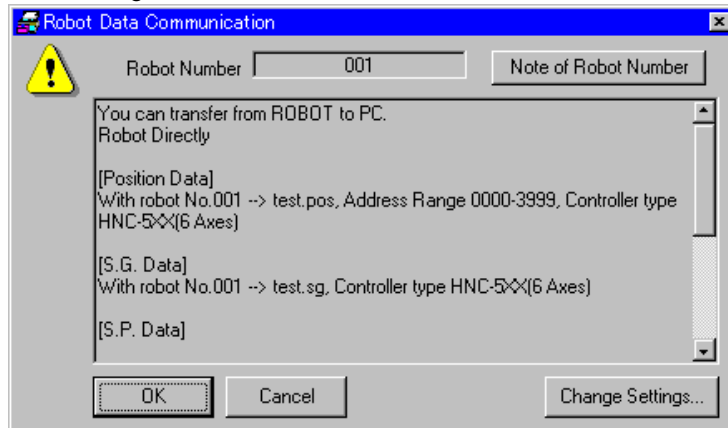 Robot Data Communication
Robot Number 001 Note of Robot Number
You can transfer from ROBOT to PC.
Robot Directly
[Position Data]
With robot No.001 --> test.pos, Address Range 0000-3999, Controller type
HNC-5XX(6 Axes)
[S.G. Data]
With robot No.001 --> test.sg, Controller type HNC-5XX(6 Axes)
[S.P. Data]
OK Cancel Change Settings...